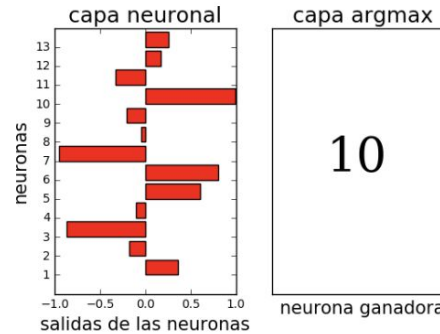 capa neuronal
neuronas
13
12
11
10
9
8
7
6
5
4
3
2
1
−1.0 −0.5 0.0 0.5 1.0
salidas de las neuronas
capa argmax
10
neurona ganadora